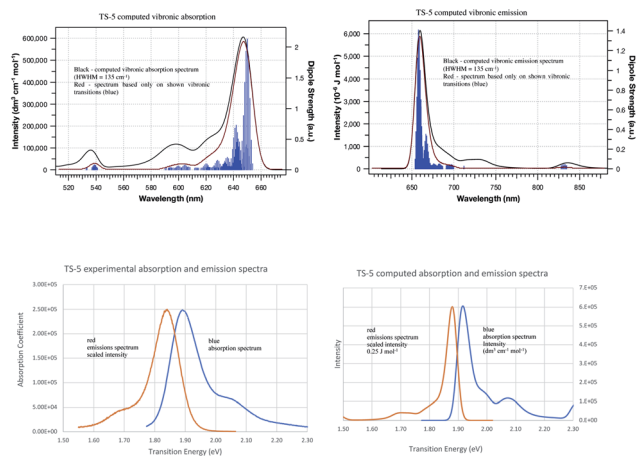 TS-5 computed vibronic absorption
600,000
500,000
400,000
300,000
200,000
100,000
0
2
1.5
1
0.5
0
Intensity (dm³ cm⁻¹ mol⁻¹)
Dipole Strength (a.u.)
Black - computed vibronic absorption spectrum
(HWHM = 135 cm⁻¹)
Red - spectrum based only on shown vibronic
transitions (blue)
520 540 560 580 600 620 640 660
Wavelength (nm)
TS-5 computed vibronic emission
6,000
5,000
4,000
3,000
2,000
1,000
0
1.4
1.2
1
0.8
0.6
0.4
0.2
0
Intensity (10⁻⁶ J mol⁻¹)
Dipole Strength (a.u.)
Black - computed vibronic emission spectrum
(HWHM = 135 cm⁻¹)
Red - spectrum based only on shown vibronic
transitions (blue)
650 700 750 800 850
Wavelength (nm)
TS-5 experimental absorption and emission spectra
3.00E+05
2.50E+05
2.00E+05
1.50E+05
1.00E+05
5.00E+04
0.00E+00
Absorption Coefficient
red
emissions spectrum
scaled intensity
blue
absorption spectrum
1.50 1.60 1.70 1.80 1.90 2.00 2.10 2.20 2.30
Transition Energy (eV)
TS-5 computed absorption and emission spectra
7.E+05
6.E+05
5.E+05
4.E+05
3.E+05
2.E+05
1.E+05
0.E+00
Intensity
red
emissions spectrum
scaled intensity
0.25 J mol⁻¹
blue
absorption spectrum
Intensity
(dm³ cm⁻¹ mol⁻¹)
1.50 1.60 1.70 1.80 1.90 2.00 2.10 2.20 2.30
Transition Energy (eV)